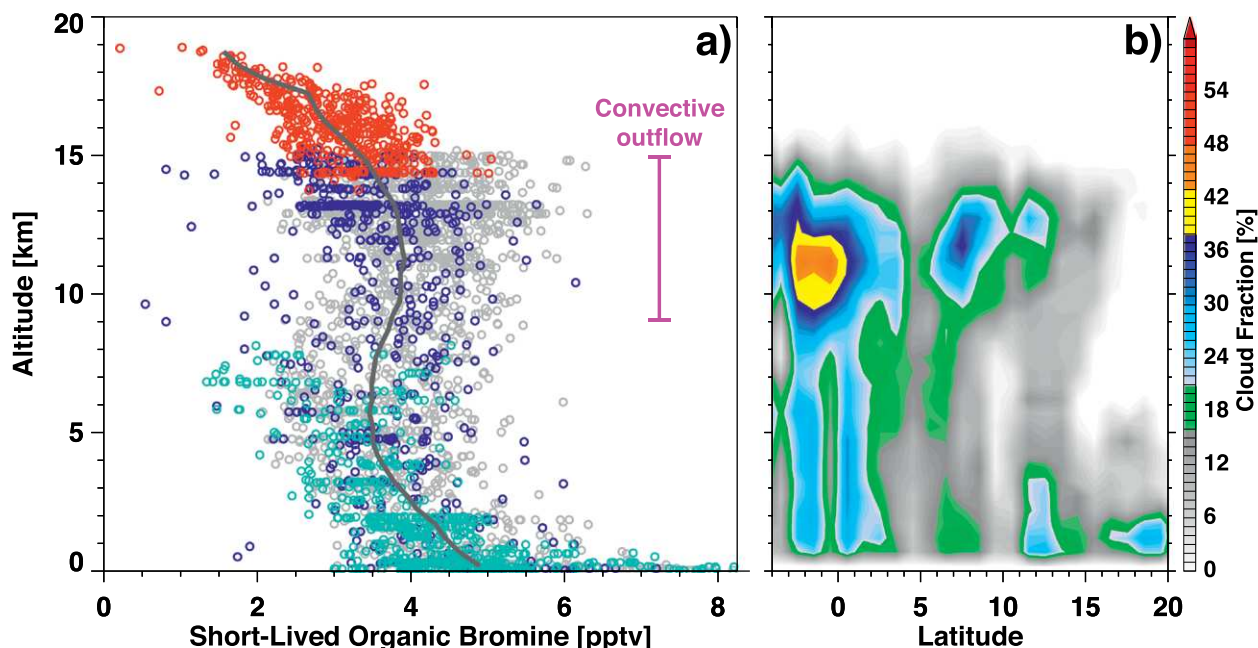 a)
b)
Convective
outflow
Altitude [km]
20
15
10
5
0
0 2 4 6 8
Short-Lived Organic Bromine [pptv]
0 5 10 15 20
Latitude
54
48
42
36
30
24
18
12
6
0
Cloud Fraction [%]